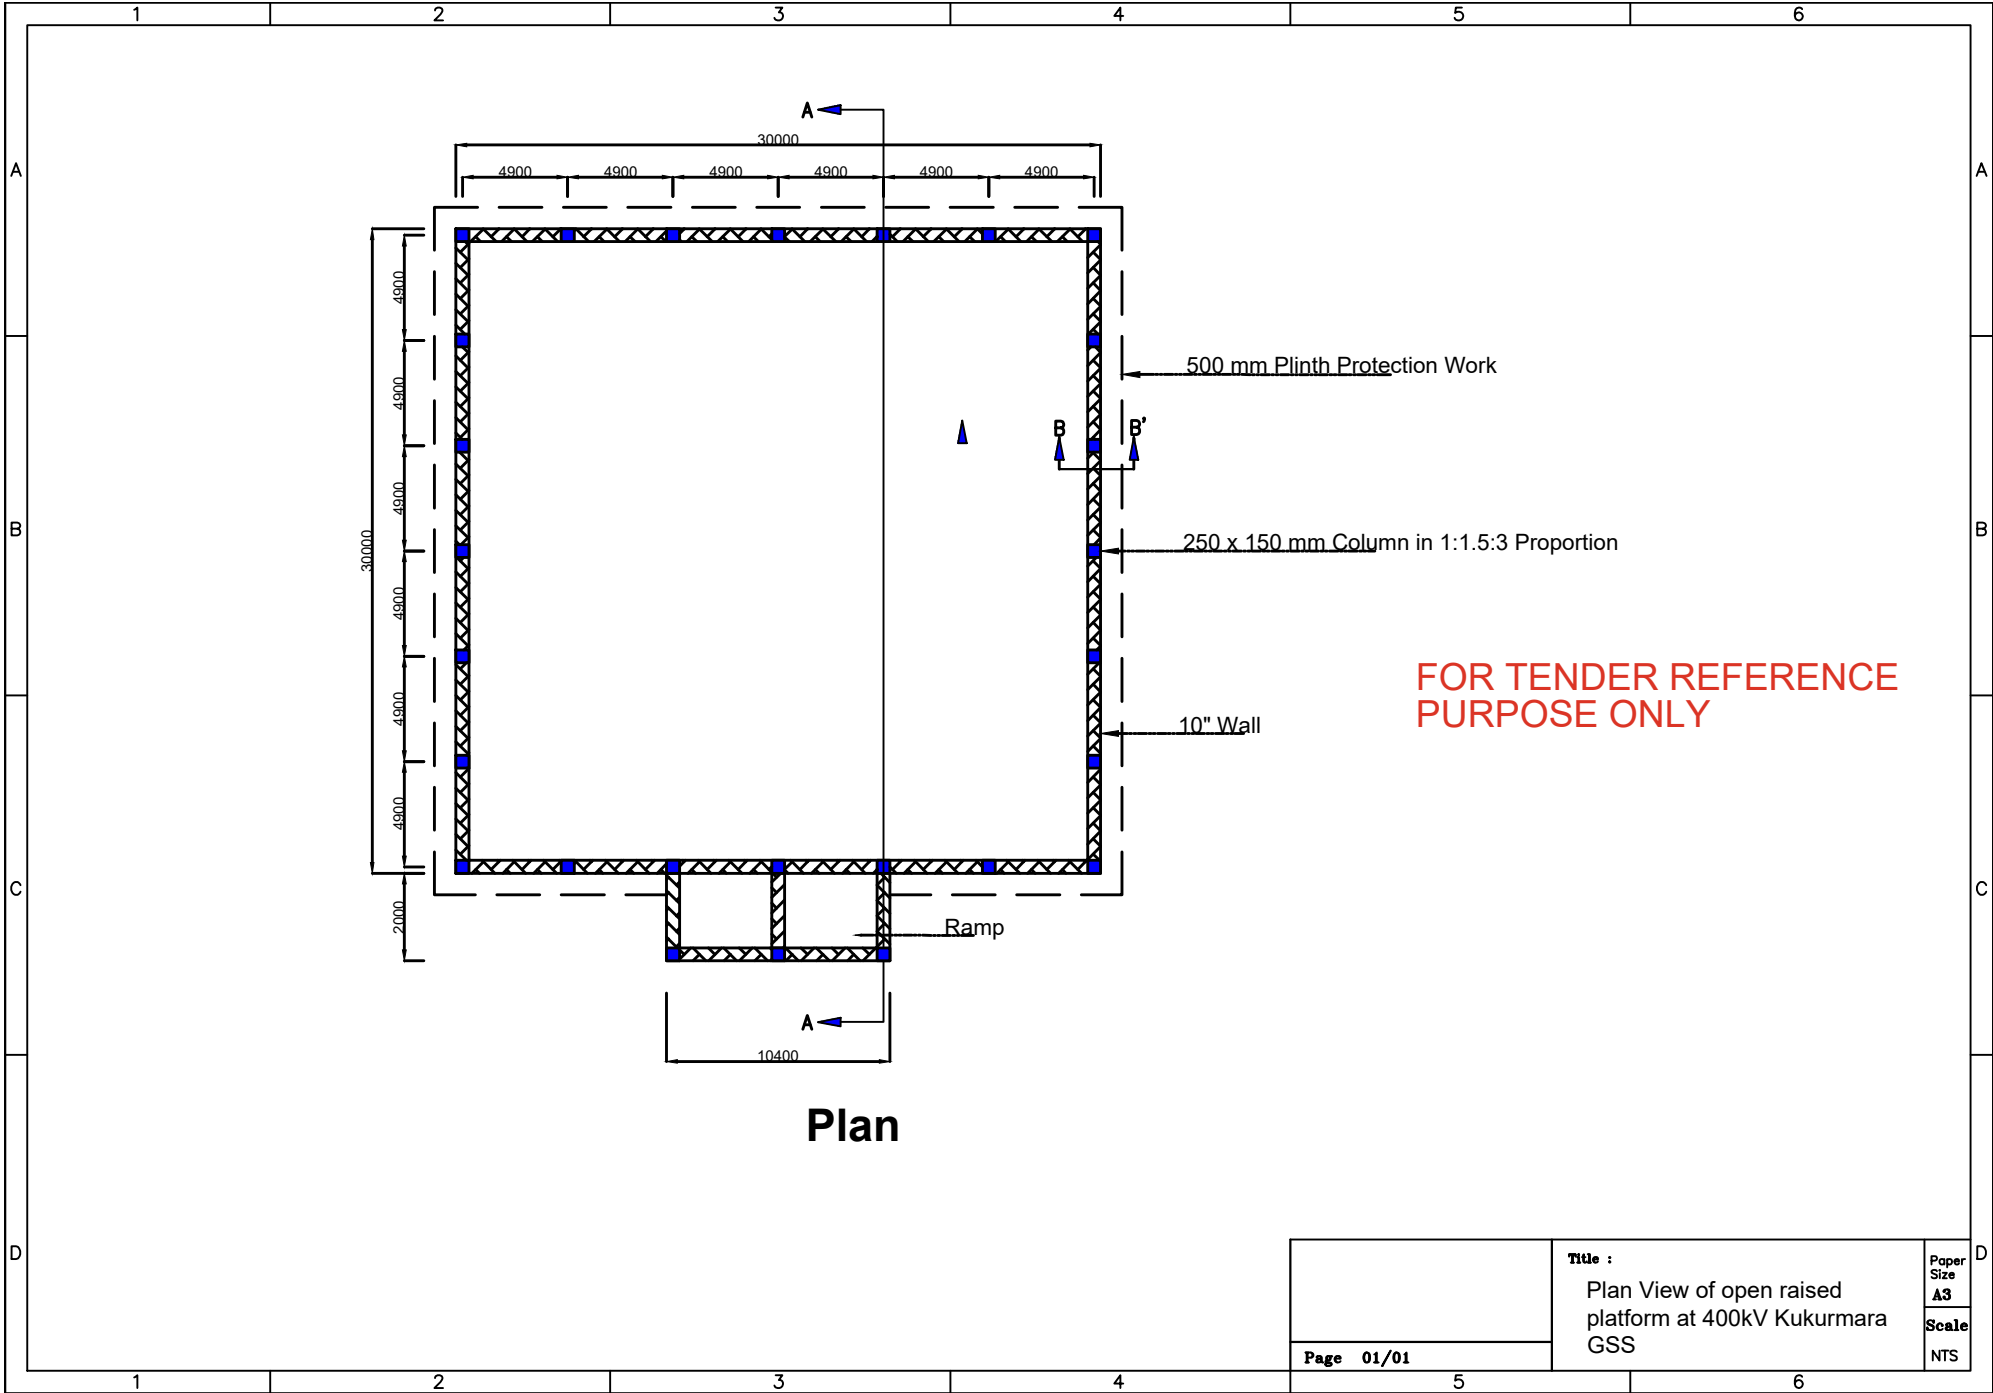 1 2 3 4 5 6
A
30000
4900 4900 4900 4900 4900 4900
A A
4900
500 mm Plinth Protection Work
4900
B B'
4900
B 30000 B
250 x 150 mm Column in 1:1.5:3 Proportion
4900
FOR TENDER REFERENCE
PURPOSE ONLY
4900
10" Wall
4900
C C
2000
Ramp
A
10400
Plan
D D
Title :
Plan View of open raised
platform at 400kV Kukurmara
GSS
Paper
Size
A3
Scale
NTS
Page 01/01
1 2 3 4 5 6